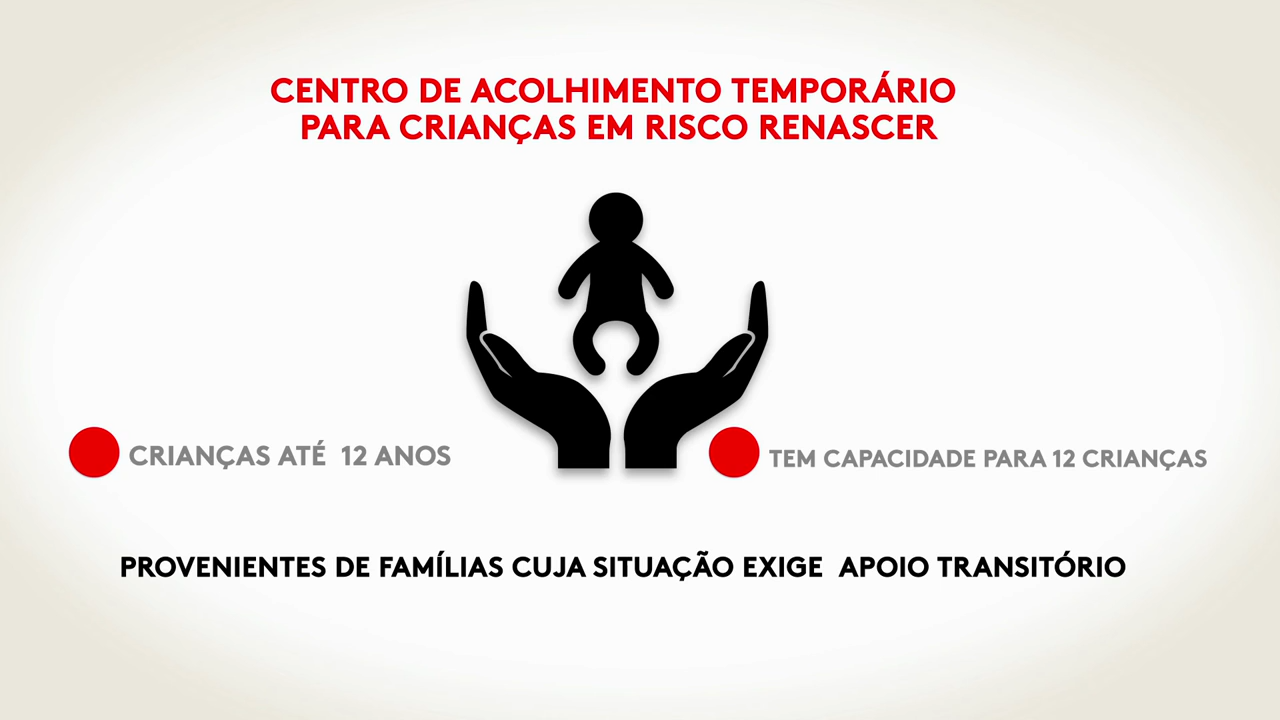 CENTRO DE ACOLHIMENTO TEMPORÁRIO
PARA CRIANÇAS EM RISCO RENASCER
CRIANÇAS ATÉ 12 ANOS
TEM CAPACIDADE PARA 12 CRIANÇAS
PROVENIENTES DE FAMÍLIAS CUJA SITUAÇÃO EXIGE APOIO TRANSITÓRIO